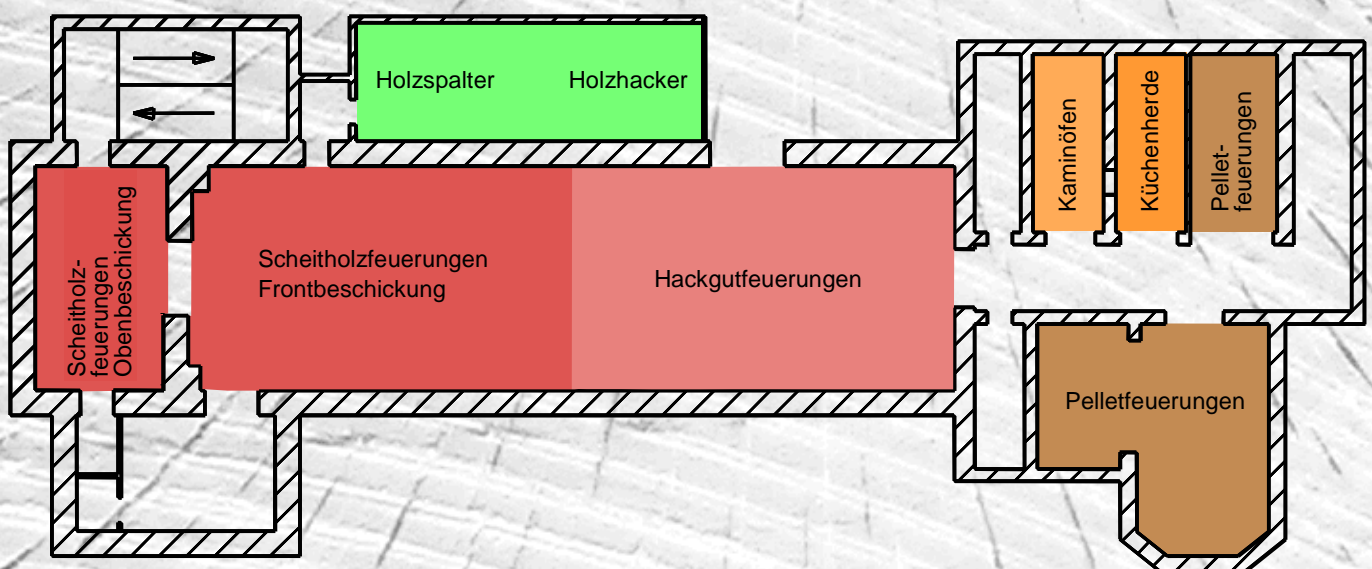 Holzspalter
Holzhacker
Kaminöfen
Küchenherde
Pellet-
feuerungen
Scheitholz-
feuerungen
Obenbeschickung
Scheitholzfeuerungen
Frontbeschickung
Hackgutfeuerungen
Pelletfeuerungen